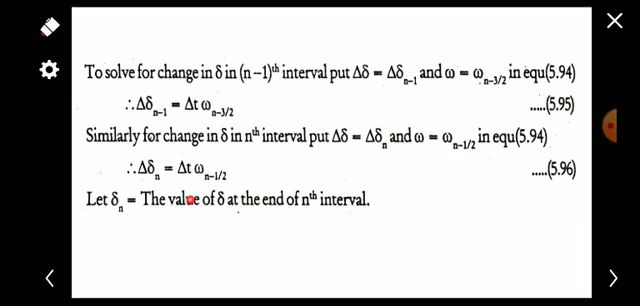 To solve for change in δ in (n−1)ᵗʰ interval put Δδ = Δδₙ₋₁ and ω = ωₙ₋₃/₂ in equ(5.94)
∴Δδₙ₋₁ = Δt ωₙ₋₃/₂ .....(5.95)
Similarly for change in δ in nᵗʰ interval put Δδ = Δδₙ and ω = ωₙ₋₁/₂ in equ(5.94)
∴Δδₙ = Δt ωₙ₋₁/₂ .....(5.96)
Let δₙ = The value of δ at the end of nᵗʰ interval.